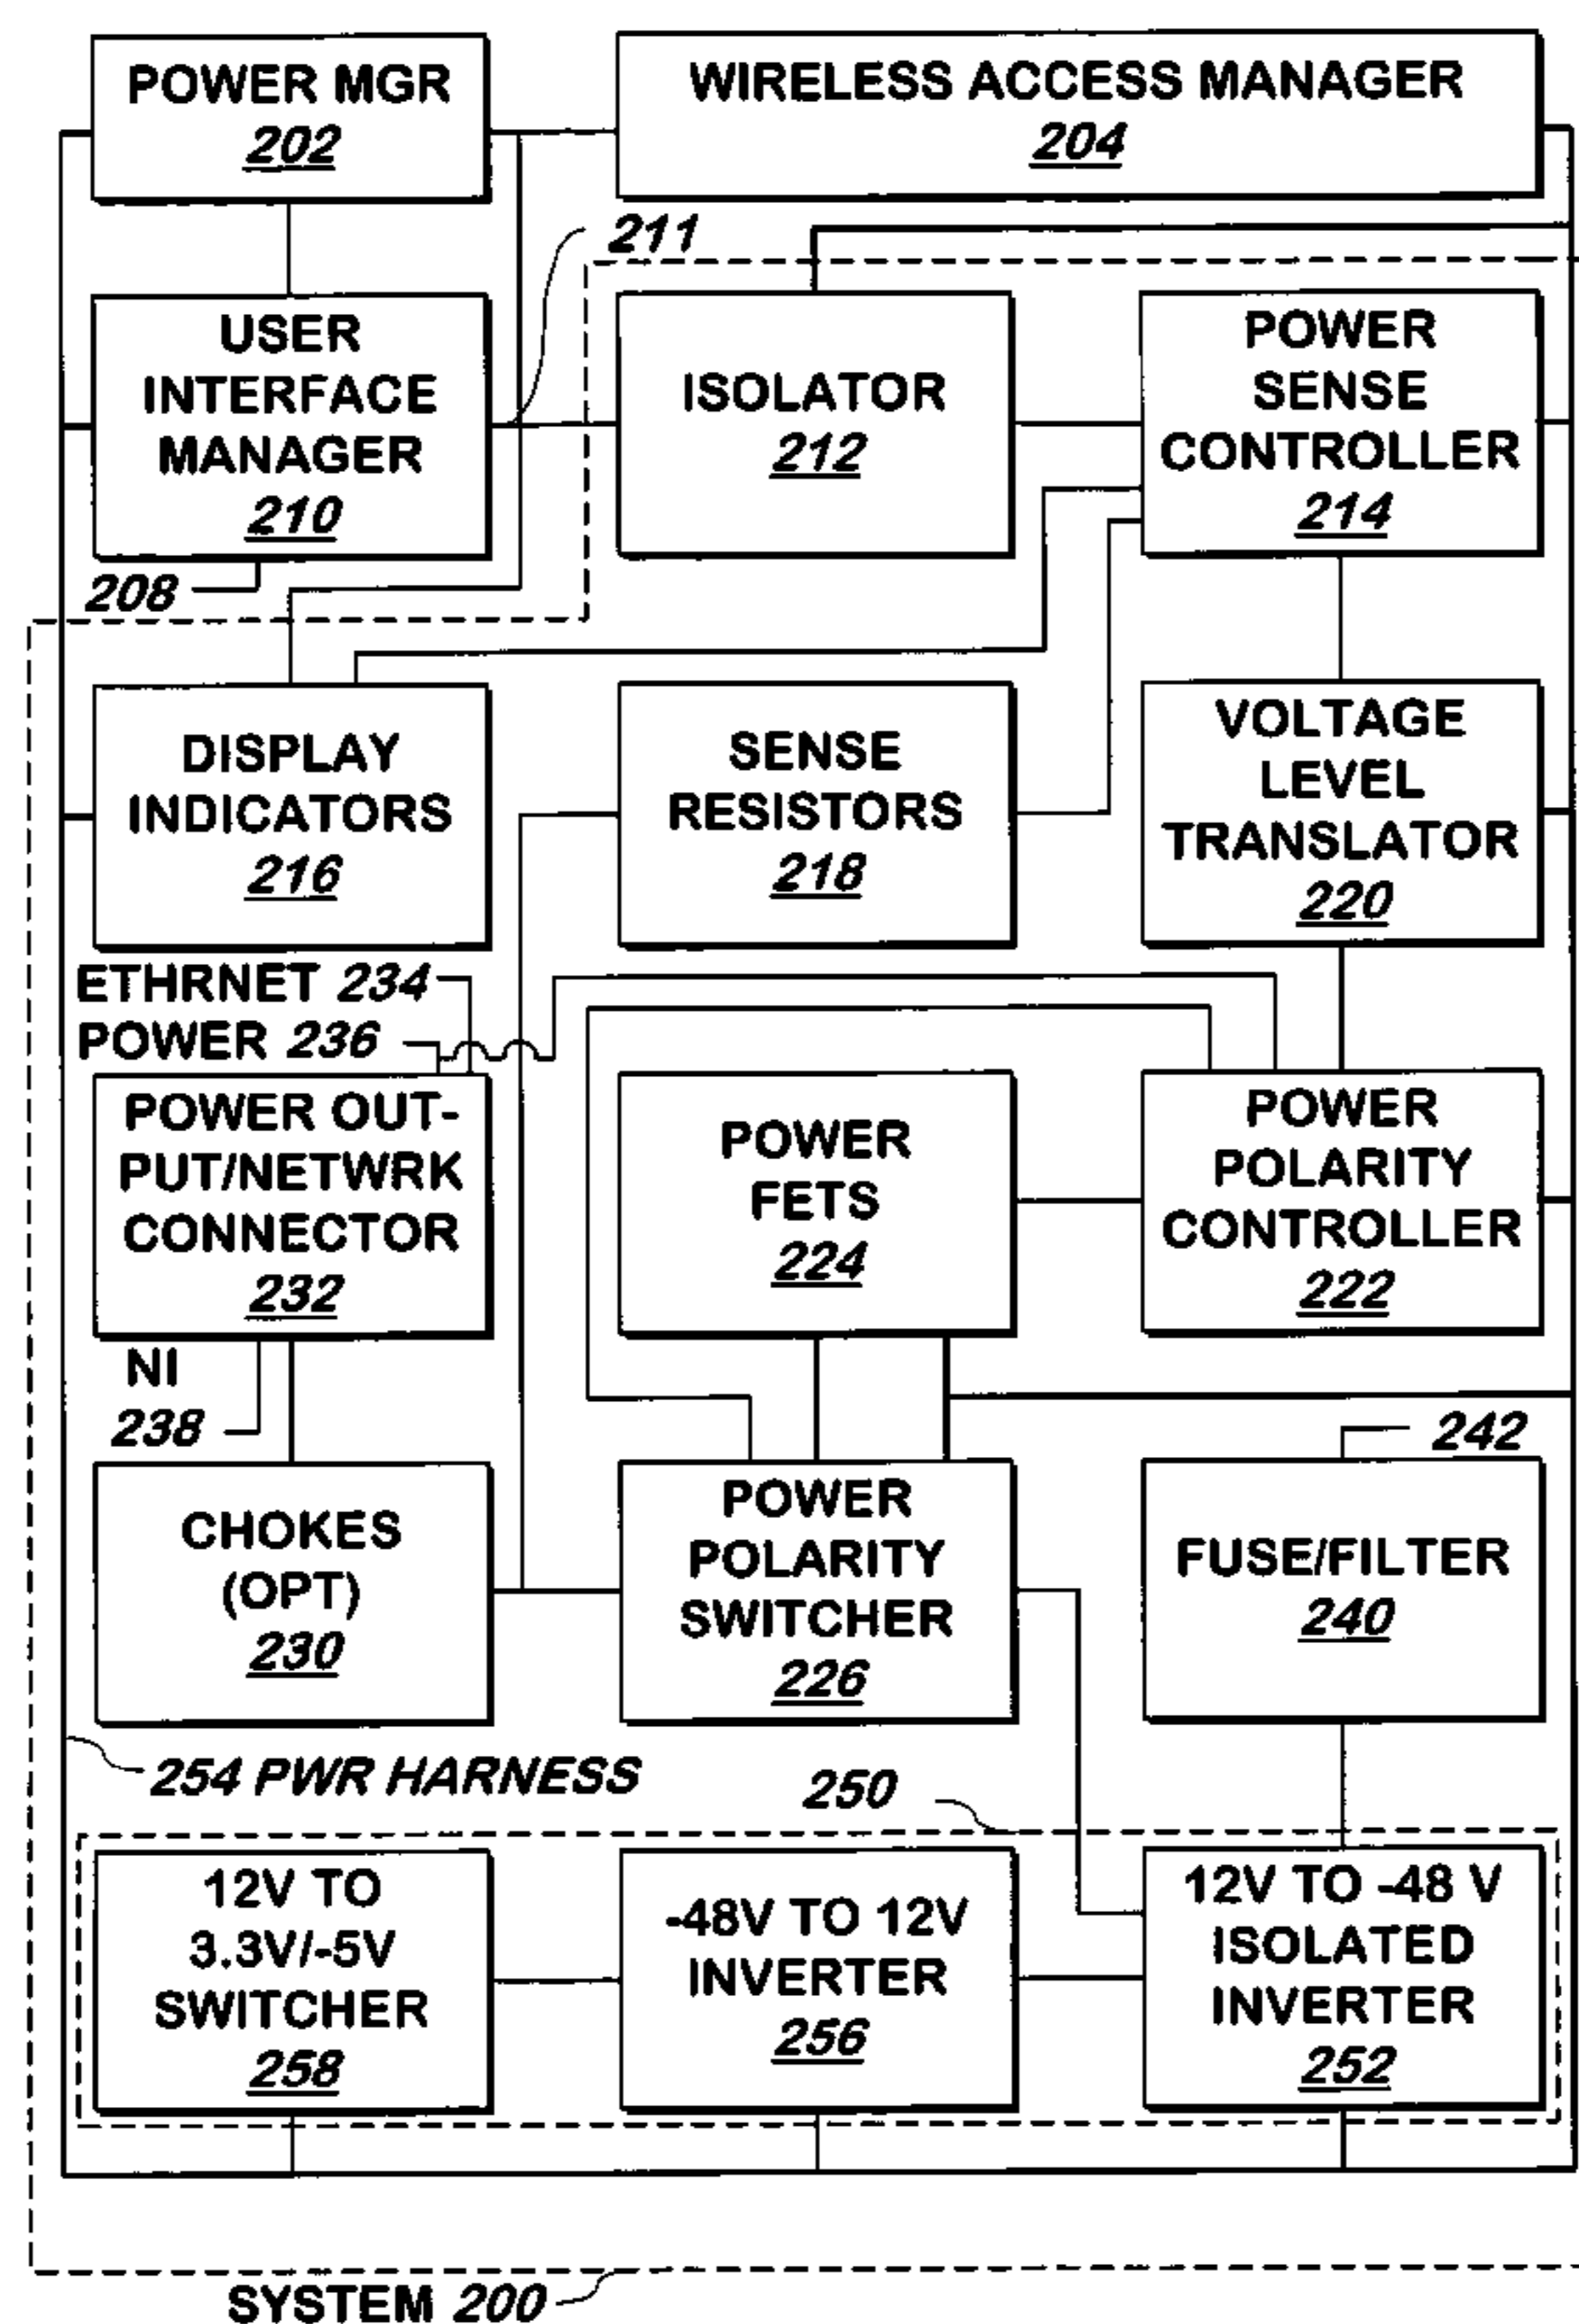 POWER MGR
202
WIRELESS ACCESS MANAGER
204
211
USER
INTERFACE
MANAGER
210
ISOLATOR
212
POWER
SENSE
CONTROLLER
214
208
DISPLAY
INDICATORS
216
SENSE
RESISTORS
218
VOLTAGE
LEVEL
TRANSLATOR
220
ETHRNET 234
POWER 236
POWER OUT-
PUT/NETWRK
CONNECTOR
232
POWER
FETS
224
POWER
POLARITY
CONTROLLER
222
NI
238
242
CHOKES
(OPT)
230
POWER
POLARITY
SWITCHER
226
FUSE/FILTER
240
254 PWR HARNESS
250
12V TO
3.3V/-5V
SWITCHER
258
-48V TO 12V
INVERTER
256
12V TO -48 V
ISOLATED
INVERTER
252
SYSTEM 200